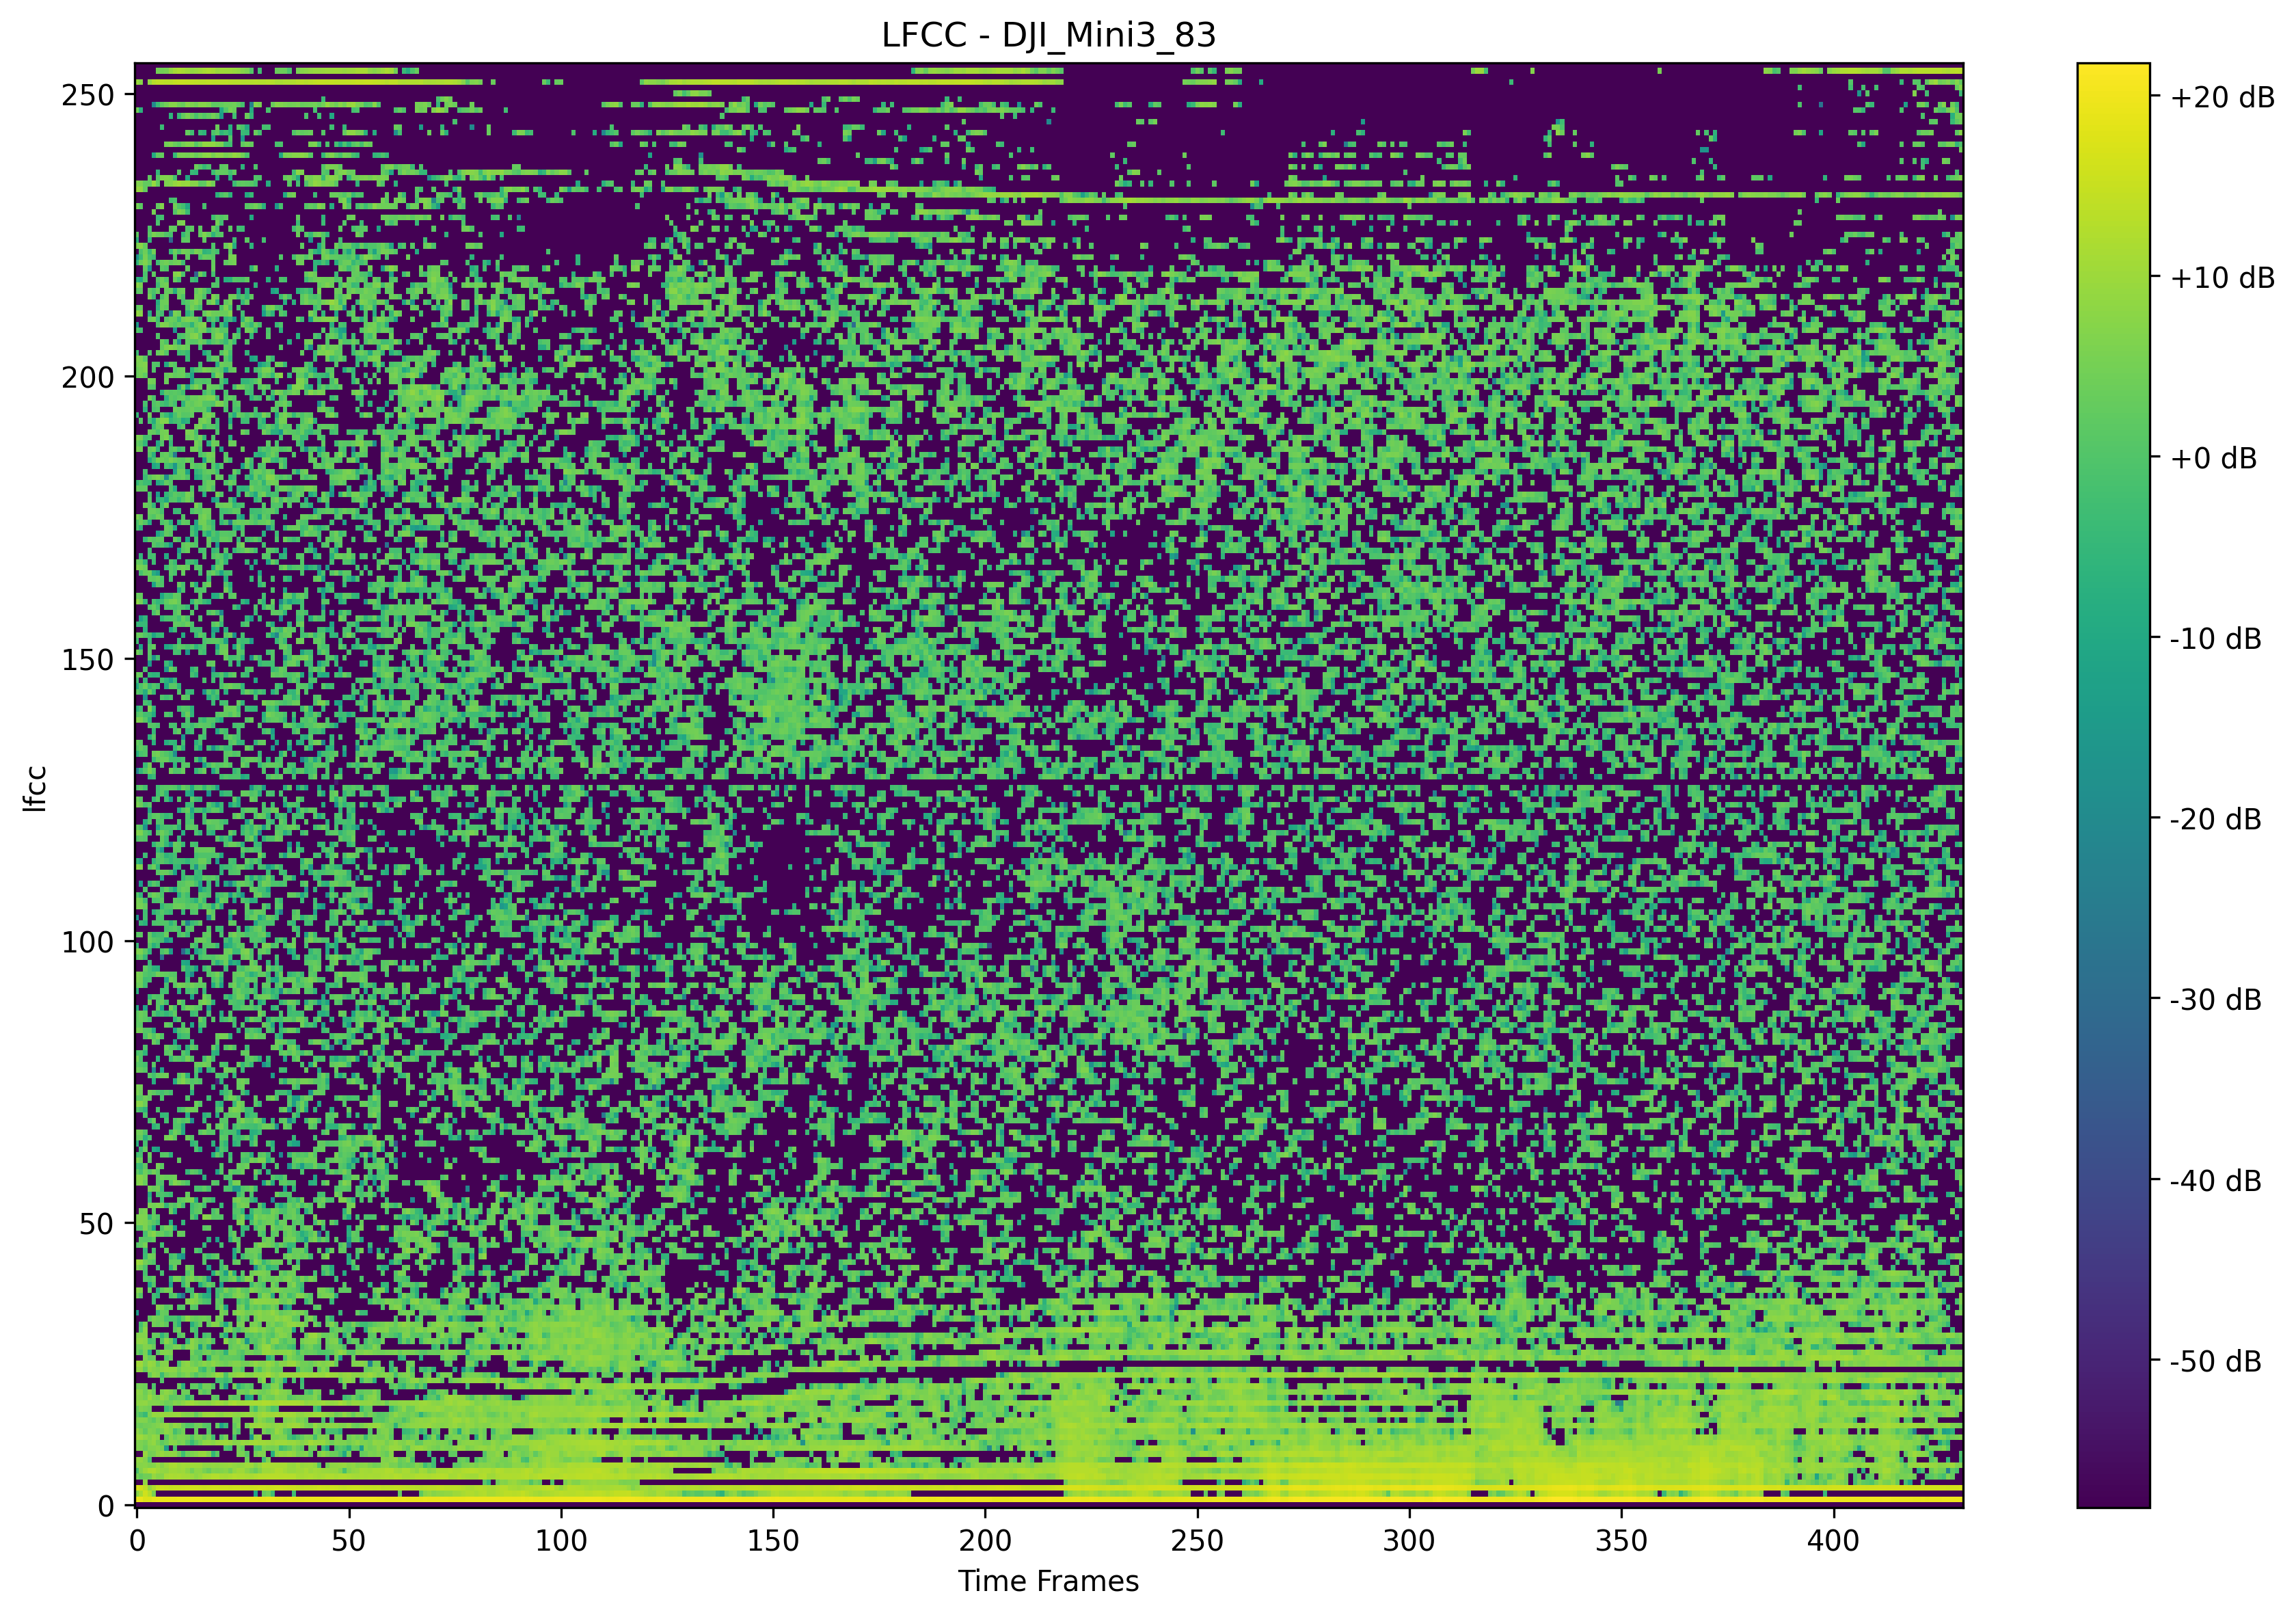 LFCC - DJI_Mini3_83
250
200
150
100
50
0
lfcc
0 50 100 150 200 250 300 350 400
Time Frames
+20 dB
+10 dB
+0 dB
-10 dB
-20 dB
-30 dB
-40 dB
-50 dB